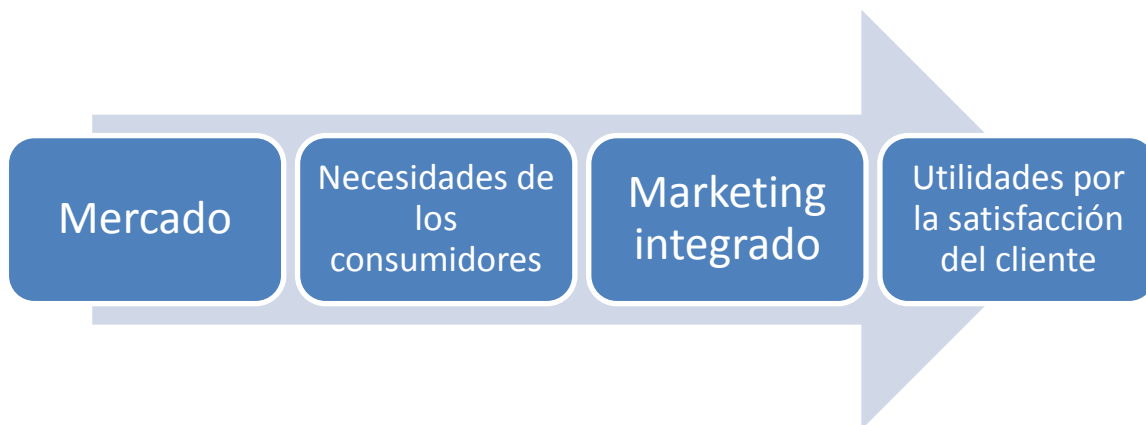 Mercado
Necesidades de
los
consumidores
Marketing
integrado
Utilidades por
la satisfacción
del cliente